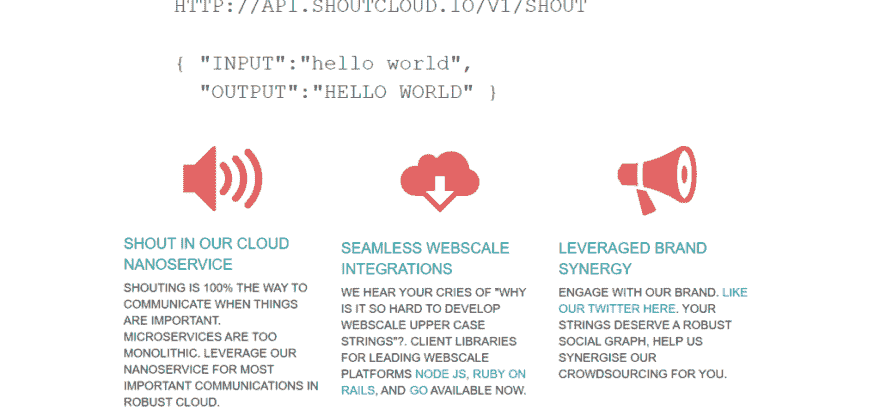 HTTP://API.SHOUTCLOUD.IO/V1/SHOUT
{ "INPUT":"hello world",
"OUTPUT":"HELLO WORLD" }
SHOUT IN OUR CLOUD
NANOSERVICE
SHOUTING IS 100% THE WAY TO
COMMUNICATE WHEN THINGS
ARE IMPORTANT.
MICROSERVICES ARE TOO
MONOLITHIC. LEVERAGE OUR
NANOSERVICE FOR MOST
IMPORTANT COMMUNICATIONS IN
ROBUST CLOUD.
SEAMLESS WEBSCALE
INTEGRATIONS
WE HEAR YOUR CRIES OF "WHY
IS IT SO HARD TO DEVELOP
WEBSCALE UPPER CASE
STRINGS"?. CLIENT LIBRARIES
FOR LEADING WEBSCALE
PLATFORMS NODE JS, RUBY ON
RAILS, AND GO AVAILABLE NOW.
LEVERAGED BRAND
SYNERGY
ENGAGE WITH OUR BRAND. LIKE
OUR TWITTER HERE. YOUR
STRINGS DESERVE A ROBUST
SOCIAL GRAPH, HELP US
SYNERGISE OUR
CROWDSOURCING FOR YOU.